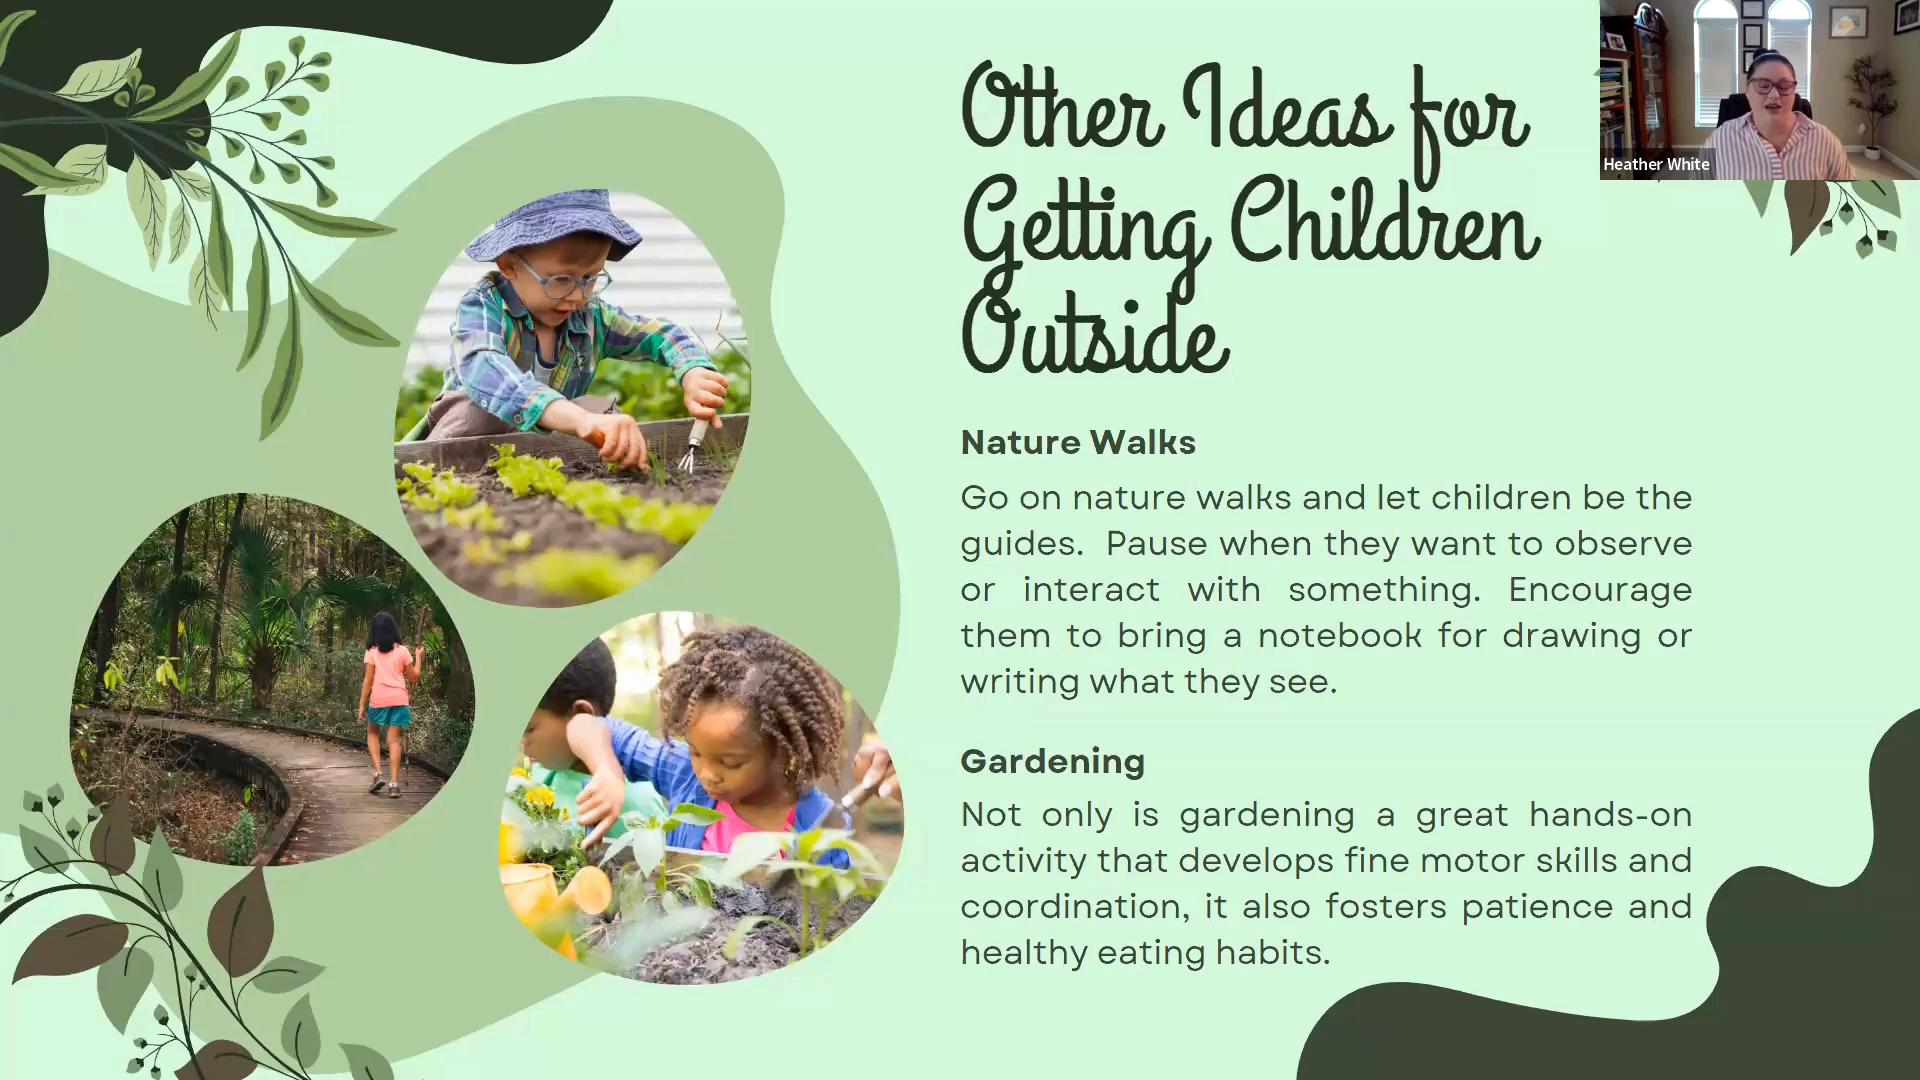 Other Ideas for
Getting Children
Outside
Heather White
Nature Walks
Go on nature walks and let children be the
guides.  Pause when they want to observe
or interact with something. Encourage
them to bring a notebook for drawing or
writing what they see.
Gardening
Not only is gardening a great hands-on
activity that develops fine motor skills and
coordination, it also fosters patience and
healthy eating habits.